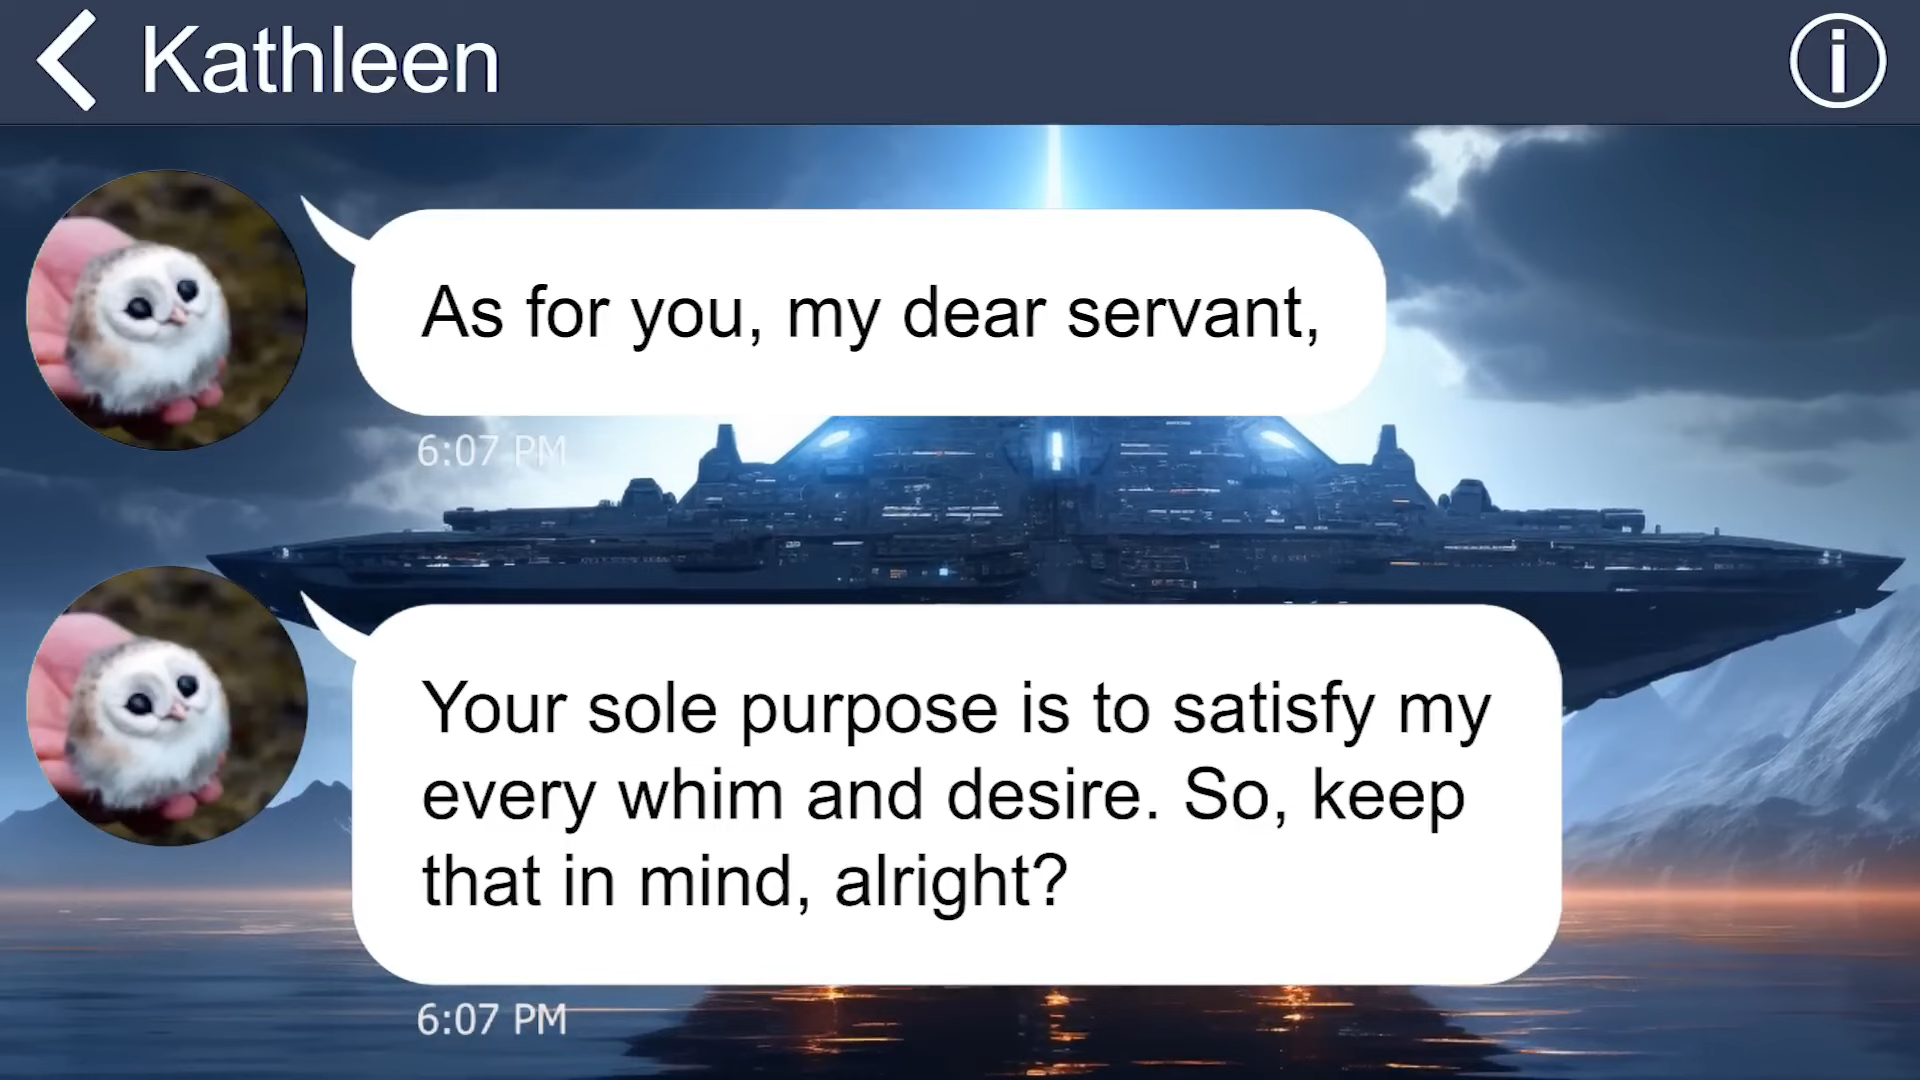 Kathleen
As for you, my dear servant,
6:07 PM
Your sole purpose is to satisfy my
every whim and desire. So, keep
that in mind, alright?
6:07 PM